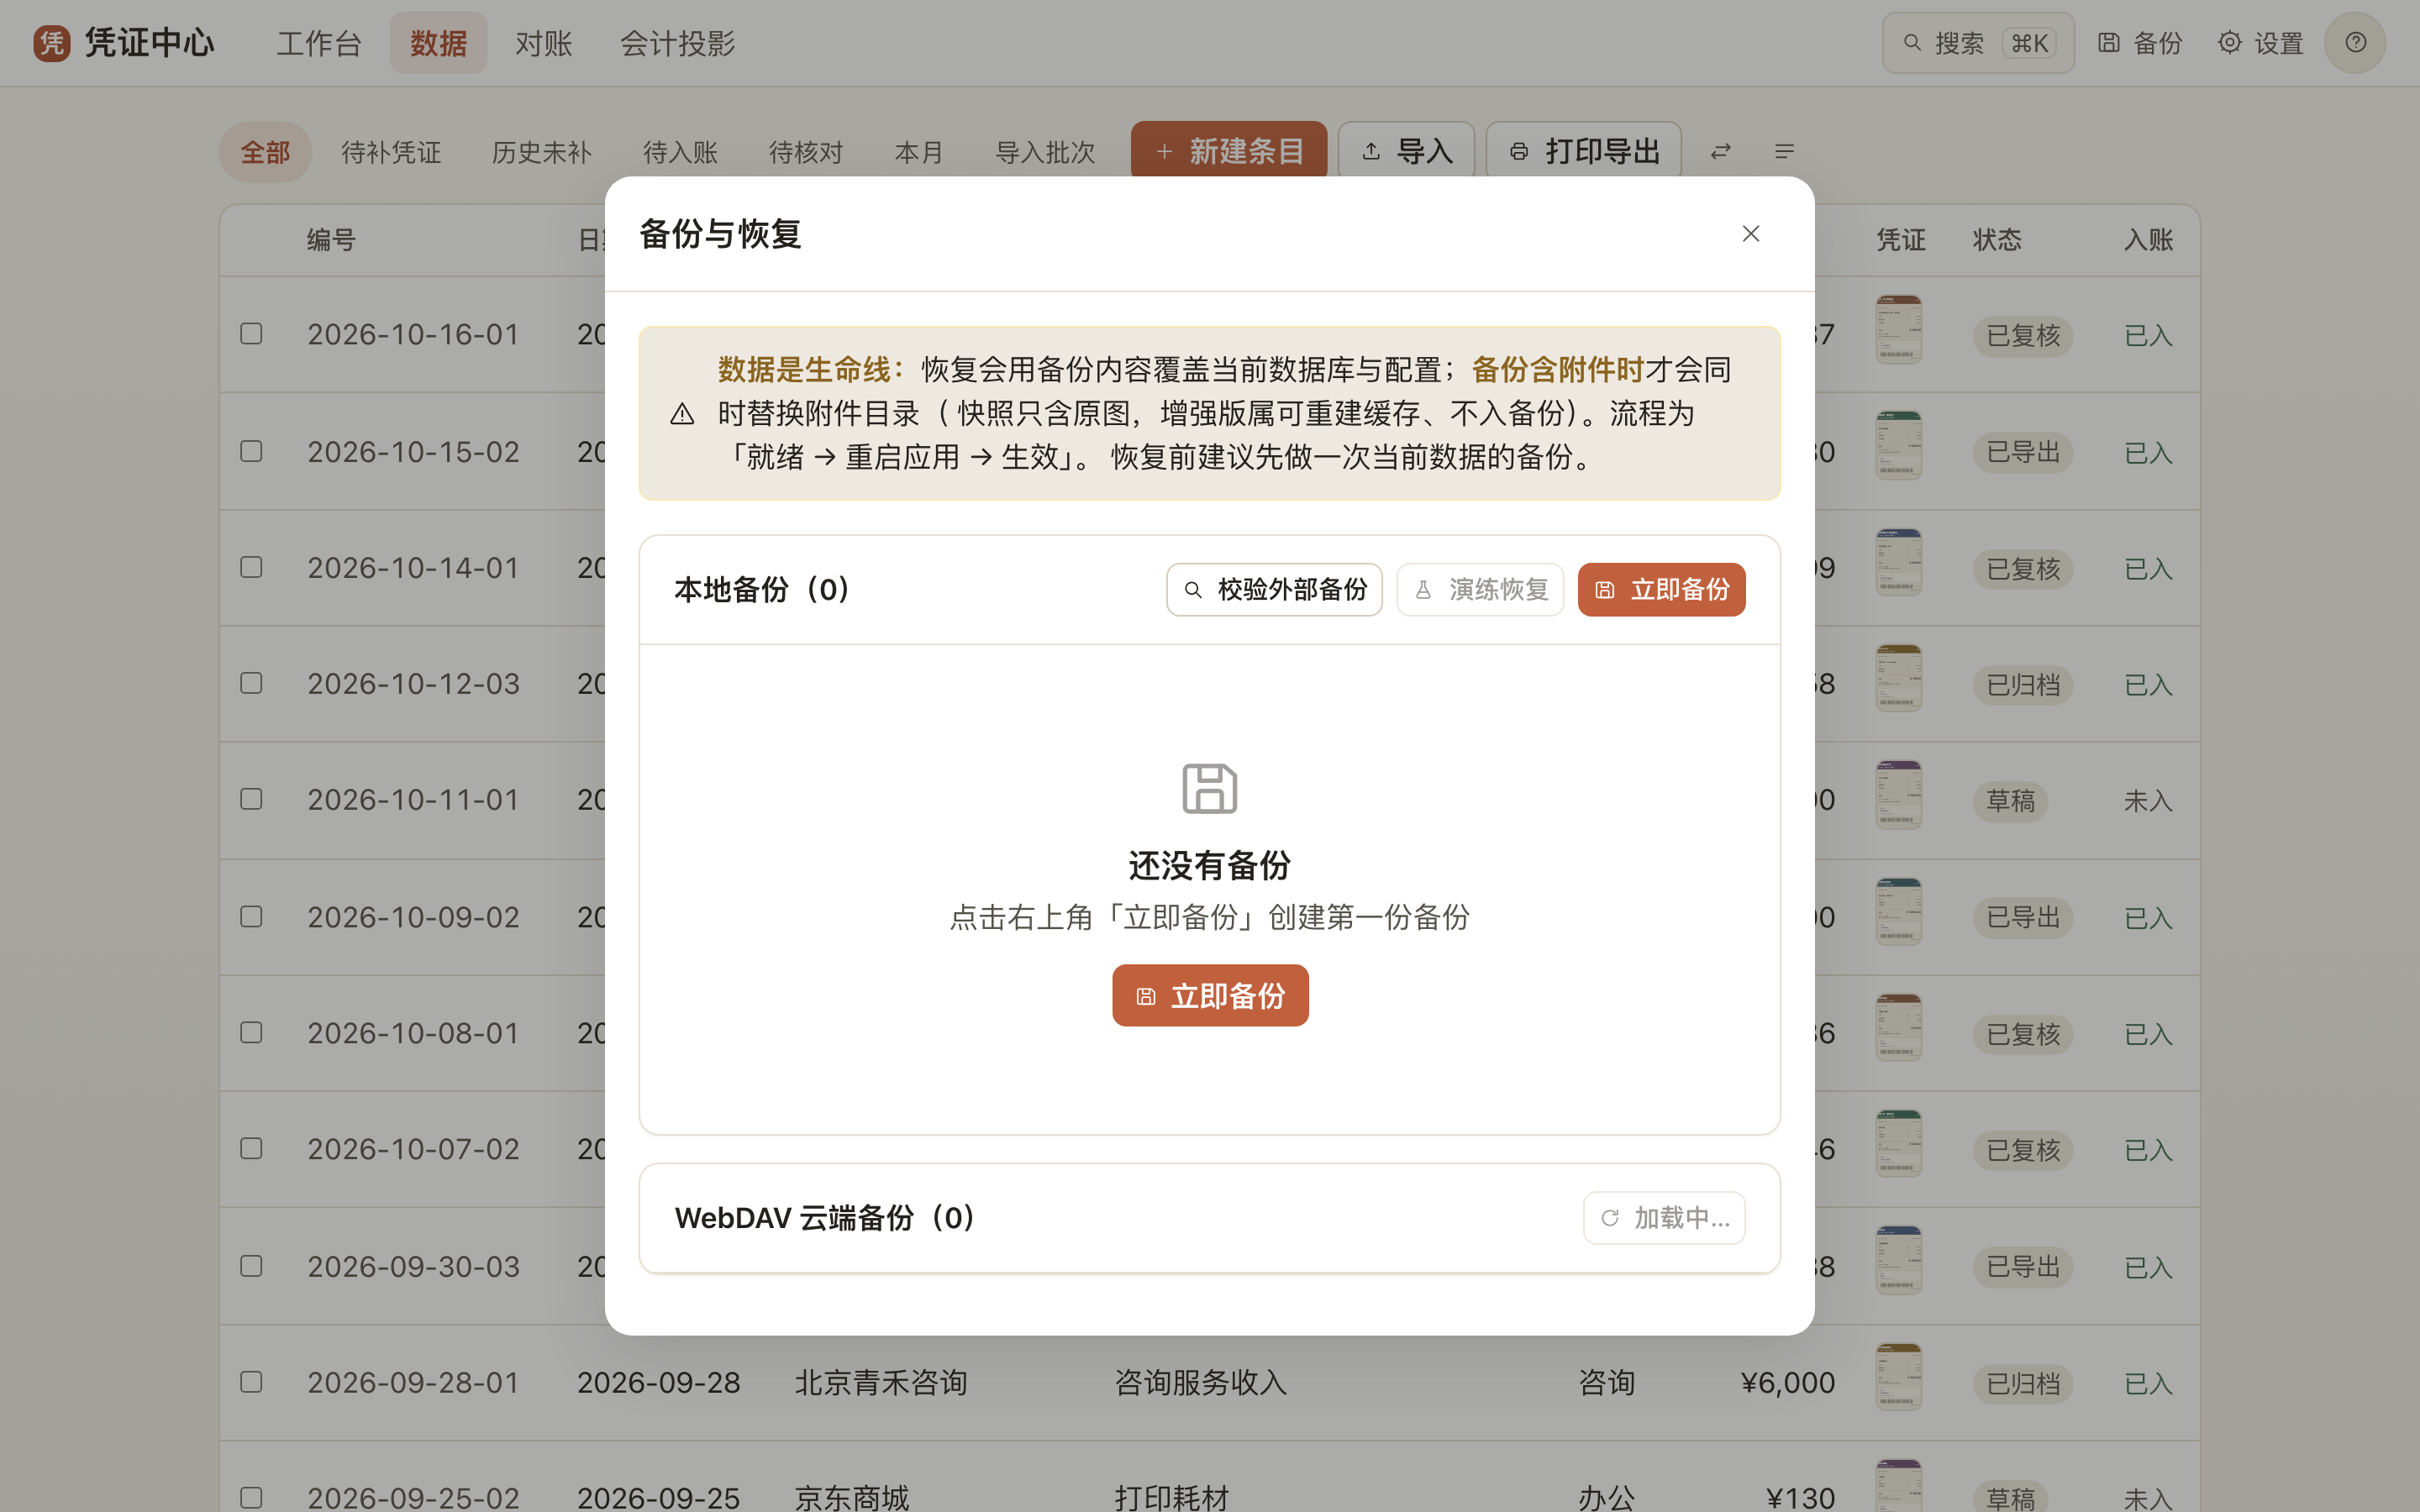 凭 凭证中心 工作台 数据 对账 会计投影 搜索 ⌘K 备份 设置
全部 待补凭证 历史未补 待入账 待核对 本月 导入批次 新建条目 导入 打印导出
编号 凭证 状态 入账
备份与恢复
数据是生命线：恢复会用备份内容覆盖当前数据库与配置；备份含附件时才会同
时替换附件目录（快照只含原图，增强版属可重建缓存、不入备份）。流程为
「就绪 → 重启应用 → 生效」。恢复前建议先做一次当前数据的备份。
本地备份（0） 校验外部备份 演练恢复 立即备份
还没有备份
点击右上角「立即备份」创建第一份备份
立即备份
WebDAV 云端备份（0） 加载中...
2026-10-16-01 已复核 已入
2026-10-15-02 已导出 已入
2026-10-14-01 已复核 已入
2026-10-12-03 已归档 已入
2026-10-11-01 草稿 未入
2026-10-09-02 已导出 已入
2026-10-08-01 已复核 已入
2026-10-07-02 已复核 已入
2026-09-30-03 已导出 已入
2026-09-28-01 2026-09-28 北京青禾咨询 咨询服务收入 咨询 ¥6,000 已归档 已入
2026-09-25-02 2026-09-25 京东商城 打印耗材 办公 ¥130 草稿 未入